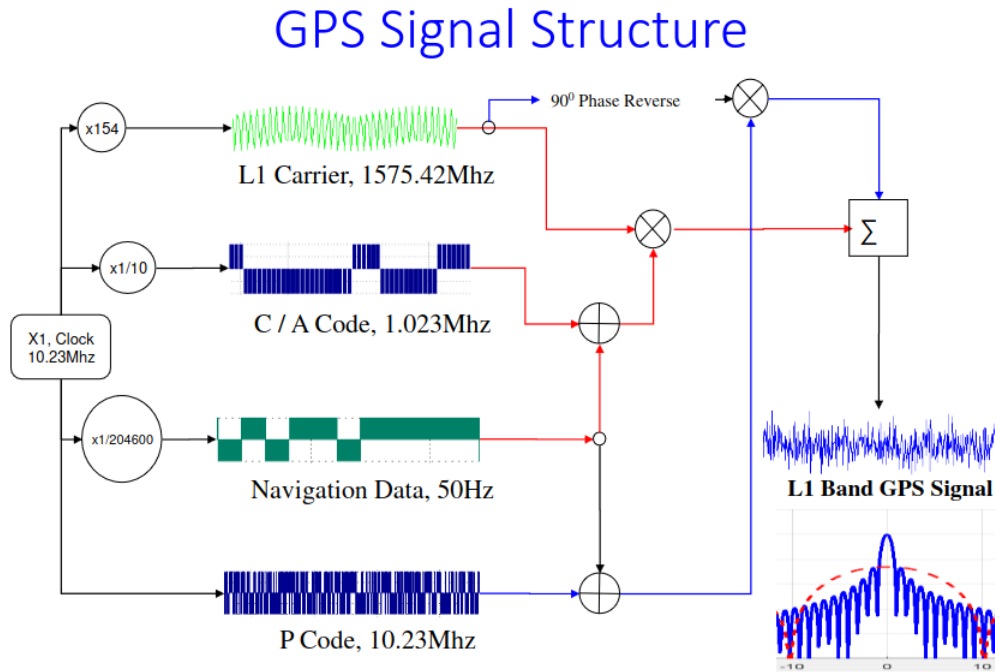 GPS Signal Structure
x154
90⁰ Phase Reverse
L1 Carrier, 1575.42Mhz
∑
x1/10
C / A Code, 1.023Mhz
X1, Clock
10.23Mhz
x1/204600
Navigation Data, 50Hz
L1 Band GPS Signal
P Code, 10.23Mhz
-10 0 10